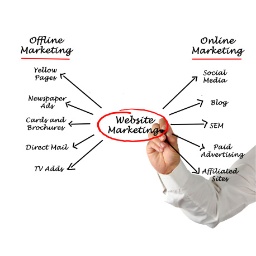 Offline
Marketing
Yellow
Pages
Newspaper
Ads
Cards and
Brochures
Direct Mail
TV Adds
Website
Marketing
Online
Marketing
Social
Media
Blog
SEM
Paid
Advertising
Affiliated
Sites